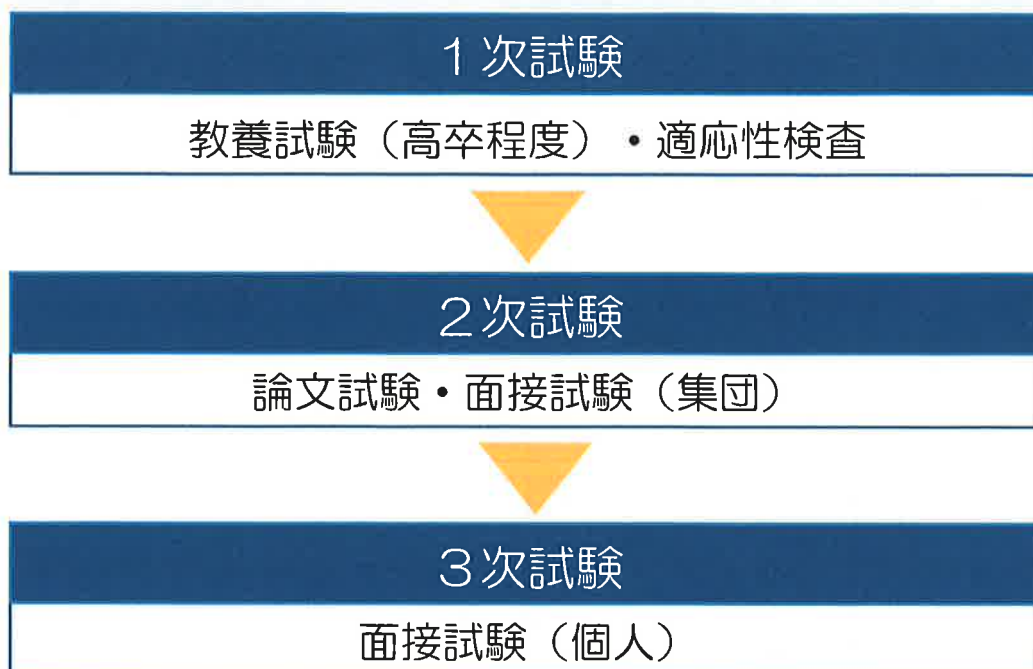 1次試験
教養試験（高卒程度）・適応性検査
2次試験
論文試験・面接試験（集団）
3次試験
面接試験（個人）